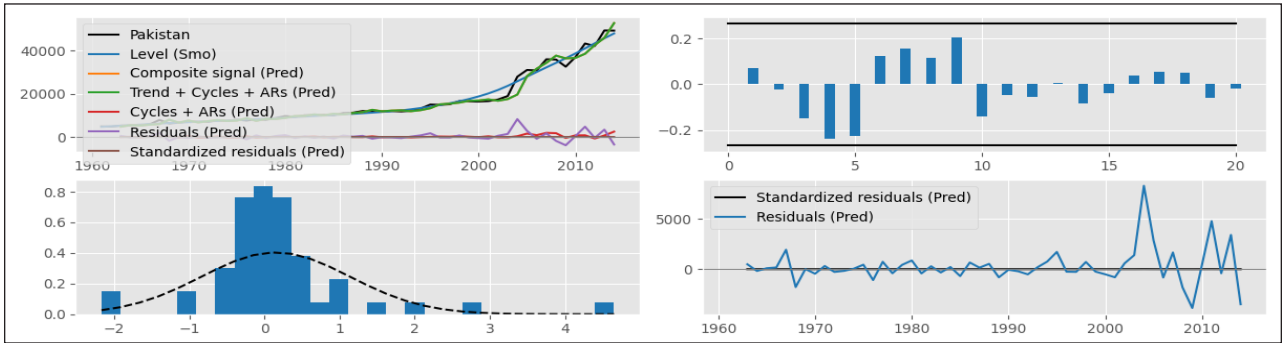 Pakistan
Level (Smo)
Composite signal (Pred)
Trend + Cycles + ARs (Pred)
Cycles + ARs (Pred)
Residuals (Pred)
Standardized residuals (Pred)
40000
20000
0
1960 1970 1980 1990 2000 2010
0.2
0.0
−0.2
0 5 10 15 20
0.8
0.6
0.4
0.2
0.0
−2 −1 0 1 2 3 4
Standardized residuals (Pred)
Residuals (Pred)
5000
0
1960 1970 1980 1990 2000 2010